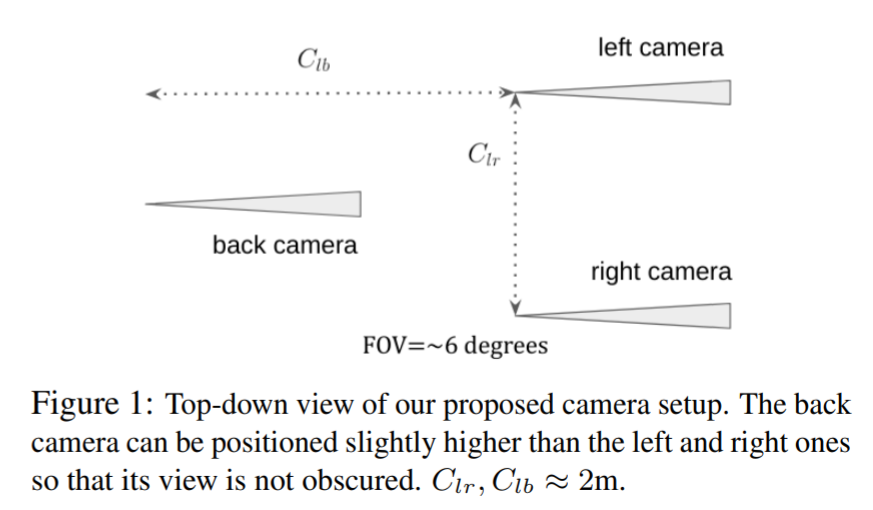 left camera
C_{lb}
C_{lr}
back camera
right camera
FOV=~6 degrees
Figure 1: Top-down view of our proposed camera setup. The back
camera can be positioned slightly higher than the left and right ones
so that its view is not obscured. C_{lr}, C_{lb} ≈ 2m.